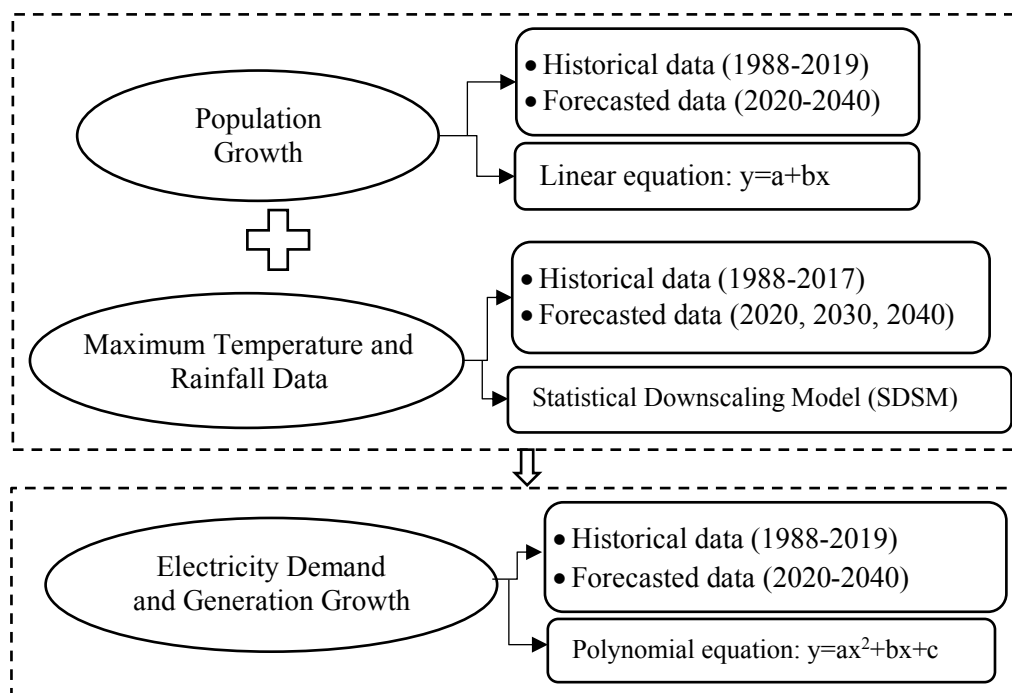 Population
Growth
• Historical data (1988-2019)
• Forecasted data (2020-2040)
Linear equation: y=a+bx
Maximum Temperature and
Rainfall Data
• Historical data (1988-2017)
• Forecasted data (2020, 2030, 2040)
Statistical Downscaling Model (SDSM)
Electricity Demand
and Generation Growth
• Historical data (1988-2019)
• Forecasted data (2020-2040)
Polynomial equation: y=ax²+bx+c